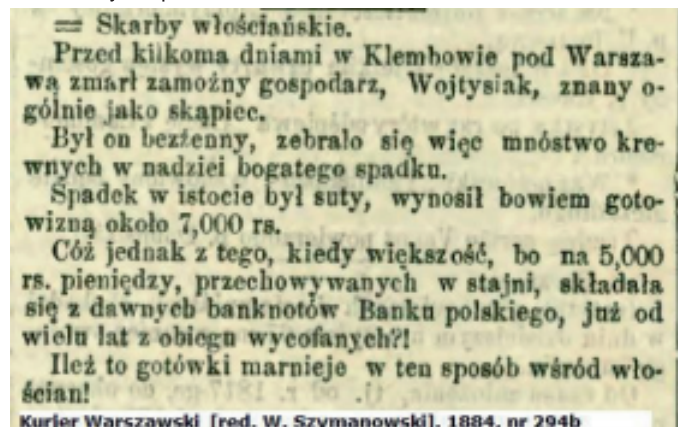 = Skarby włościańskie.
Przed kilkoma dniami w Klembowie pod Warsza-
wą zmarł zamożny gospodarz, Wojtysiak, znany o-
gólnie jako skąpiec.
Był on bezżenny, zebrało się więc mnóstwo kre-
wnych w nadziei bogatego spadku.
Spadek w istocie był suty, wynosił bowiem goto-
wizną około 7,000 rs.
Cóż jednak z tego, kiedy większość, bo na 5,000
rs. pieniędzy, przechowywanych w stajni, składała
się z dawnych banknotów Banku polskiego, już od
wielu lat z obiegu wycofanych?!
Ileż to gotówki marnieje w ten sposób wśród wło-
ścian!
Kurjer Warszawski [red. W. Szymanowski], 1884, nr 294b